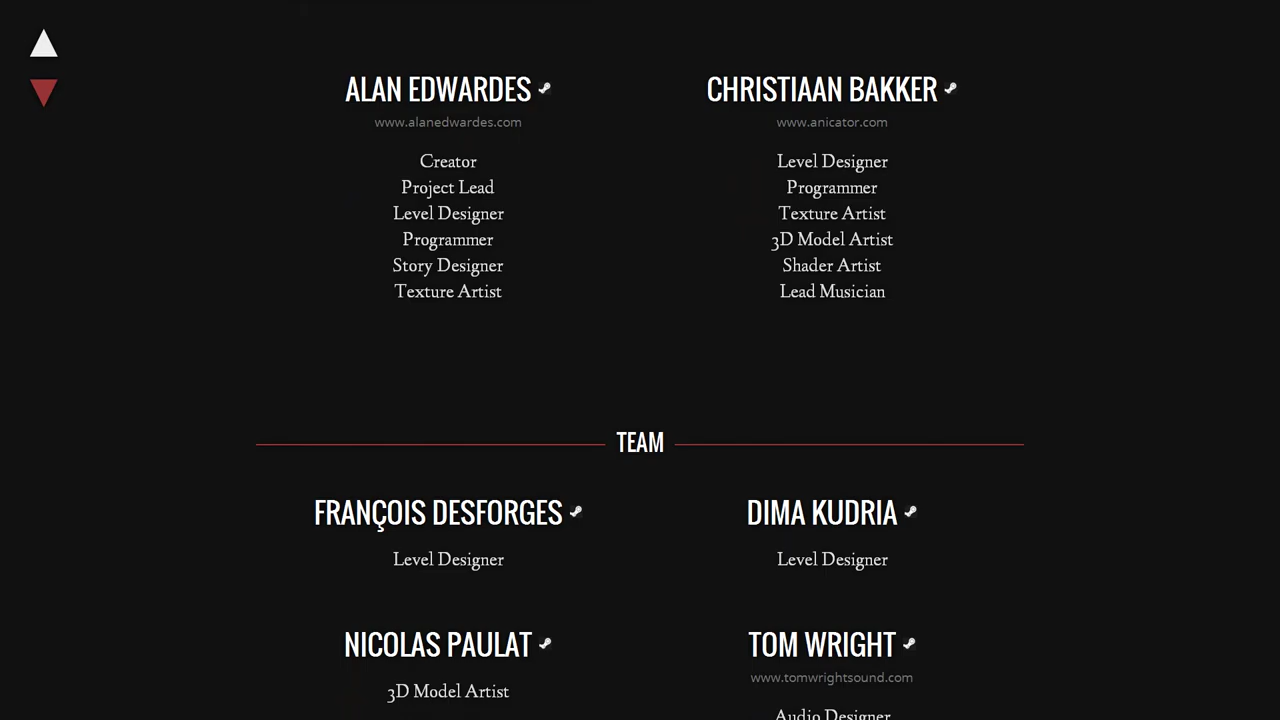 ALAN EDWARDES
www.alanedwardes.com
Creator
Project Lead
Level Designer
Programmer
Story Designer
Texture Artist
CHRISTIAAN BAKKER
www.anicator.com
Level Designer
Programmer
Texture Artist
3D Model Artist
Shader Artist
Lead Musician
TEAM
FRANÇOIS DESFORGES
Level Designer
DIMA KUDRIA
Level Designer
NICOLAS PAULAT
3D Model Artist
TOM WRIGHT
www.tomwrightsound.com
Audio Designer